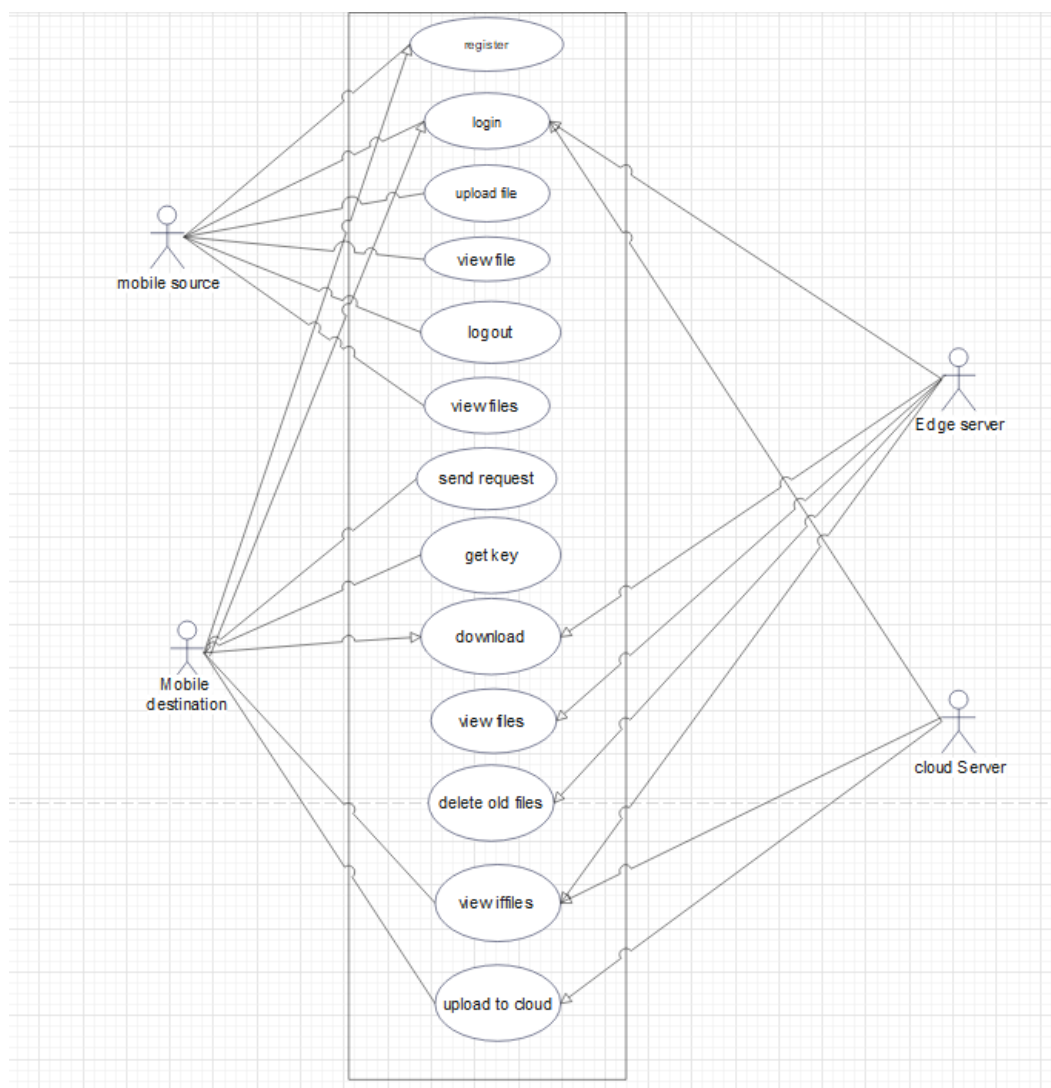 register
login
upload file
view file
mobile source
logout
Edge server
view files
send request
get key
download
Mobile
destination
view files
cloud Server
delete old files
view iffiles
upload to cloud